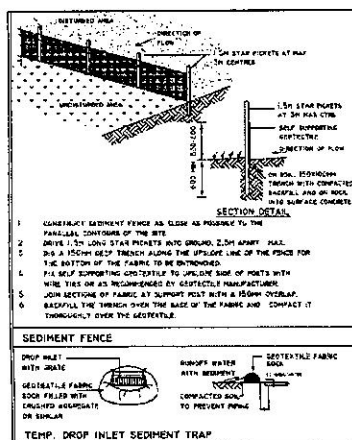 DISTURBED AREA
DIRECTION OF
FLOW
1.5M STAR PICKETS AT MAX
3M CENTRES
UNDISTURBED AREA
1.5M STAR PICKETS
AT 3M MAX CTRS
SELF SUPPORTING
GEOTEXTILE
DIRECTION OF FLOW
ON SOIL, 150X100MM
TRENCH WITH COMPACTED
BACKFILL AND ON ROCK
INTO SURFACE CONCRETE
SECTION DETAIL
1 CONSTRUCT SEDIMENT FENCE AS CLOSE AS POSSIBLE TO THE
PARALLEL CONTOURS OF THE SITE
2 DRIVE 1.5M LONG STAR PICKETS INTO GROUND, 2.5M APART MAX.
3 DIG A 150MM DEEP TRENCH ALONG THE UPSLOPE LINE OF THE FENCE FOR
THE BOTTOM OF THE FABRIC TO BE ENTRENCHED.
4 FIX SELF SUPPORTING GEOTEXTILE TO UPSLOPE SIDE OF POSTS WITH
WIRE TIES OR AS RECOMMENDED BY GEOTEXTILE MANUFACTURER.
5 JOIN SECTIONS OF FABRIC AT SUPPORT POST WITH A 150MM OVERLAP.
6 BACKFILL THE TRENCH OVER THE BASE OF THE FABRIC AND COMPACT IT
THOROUGHLY OVER THE GEOTEXTILE.
SEDIMENT FENCE
DROP INLET
WITH GRATE
GEOTEXTILE FABRIC
SOCK FILLED WITH
CRUSHED AGGREGATE
OR SIMILAR
RUNOFF WATER
WITH SEDIMENT
GEOTEXTILE FABRIC
SOCK
COMPACTED SOIL
TO PREVENT PIPING
TEMP. DROP INLET SEDIMENT TRAP